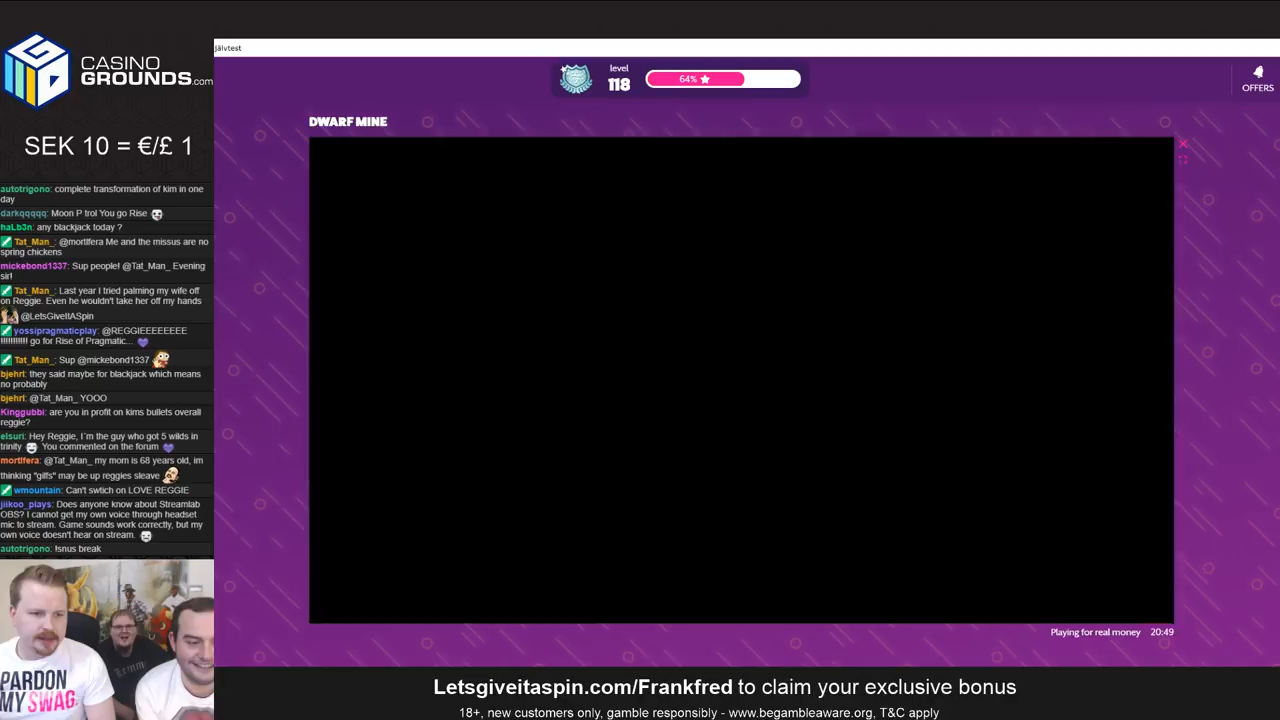 CASINO
GROUNDS.com
SEK 10 = €/£ 1
autotrigono: complete transformation of kim in one
day
darkqqqqq: Moon P trol You go Rise
haLb3n: any blackjack today ?
Tat_Man_: @mortlfera Me and the missus are no
spring chickens
mickebond1337: Sup people! @Tat_Man_ Evening
sir!
Tat_Man_: Last year I tried palming my wife off
on Reggie. Even he wouldn't take her off my hands
@LetsGiveItASpin
yossipragmaticplay: @REGGIEEEEEEEE
!!!!!!!!!!! go for Rise of Pragmatic...
Tat_Man_: Sup @mickebond1337
bjehrl: they said maybe for blackjack which means
no probably
bjehrl: @Tat_Man_ YOOO
Kinggubbi: are you in profit on kims bullets overall
reggie?
elsuri: Hey Reggie, I´m the guy who got 5 wilds in
trinity You commented on the forum
mortlfera: @Tat_Man_ my mom is 68 years old, im
thinking "gilfs" may be up reggies sleave
wmountain: Can't swtich on LOVE REGGIE
jiikoo_plays: Does anyone know about Streamlab
OBS? I cannot get my own voice through headset
mic to stream. Game sounds work correctly, but my
own voice doesn't hear on stream.
autotrigono: !snus break
PARDON
MY SWAG.
jälvtest
level
118
64%
OFFERS
DWARF MINE
Playing for real money 20:49
Letsgiveitaspin.com/Frankfred to claim your exclusive bonus
18+, new customers only, gamble responsibly - www.begambleaware.org, T&C apply